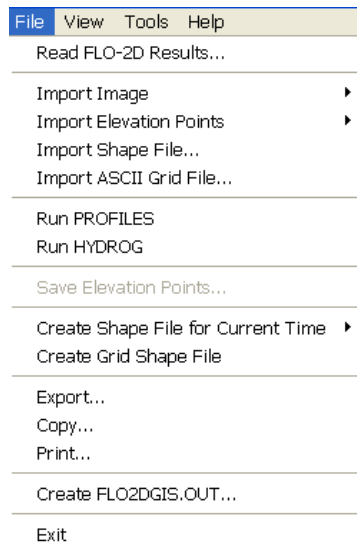 File View Tools Help
Read FLO-2D Results...
Import Image
Import Elevation Points
Import Shape File...
Import ASCII Grid File...
Run PROFILES
Run HYDROG
Save Elevation Points...
Create Shape File for Current Time
Create Grid Shape File
Export...
Copy...
Print...
Create FLO2DGIS.OUT...
Exit